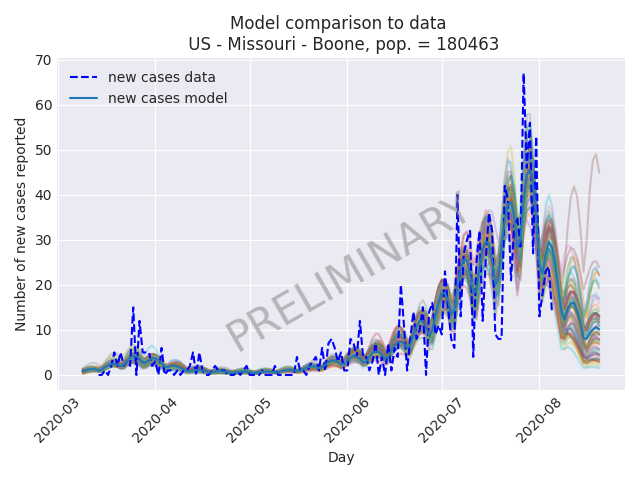 Model comparison to data
US - Missouri - Boone, pop. = 180463
new cases data
new cases model
PRELIMINARY
Number of new cases reported
70
60
50
40
30
20
10
0
2020-03
2020-04
2020-05
2020-06
2020-07
2020-08
Day